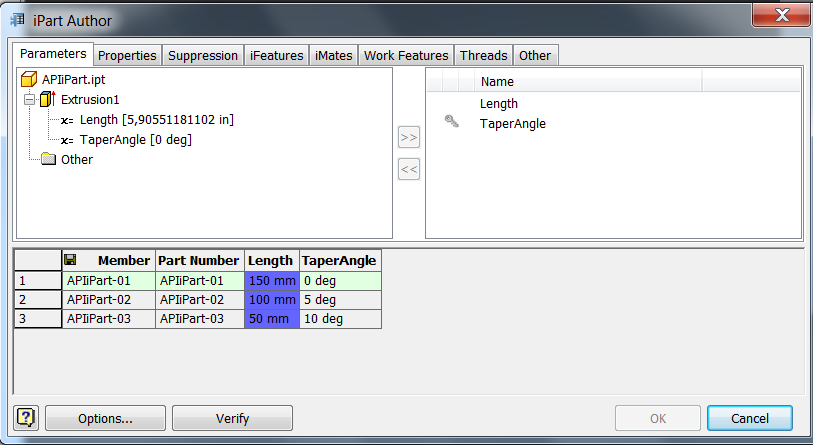 iPart Author
Parameters Properties Suppression iFeatures iMates Work Features Threads Other
APIiPart.ipt
Extrusion1
x= Length [5,90551181102 in]
x= TaperAngle [0 deg]
Other
>>
<<
Name
Length
TaperAngle
Member Part Number Length TaperAngle
1 APIiPart-01 APIiPart-01 150 mm 0 deg
2 APIiPart-02 APIiPart-02 100 mm 5 deg
3 APIiPart-03 APIiPart-03 50 mm 10 deg
? Options... Verify OK Cancel